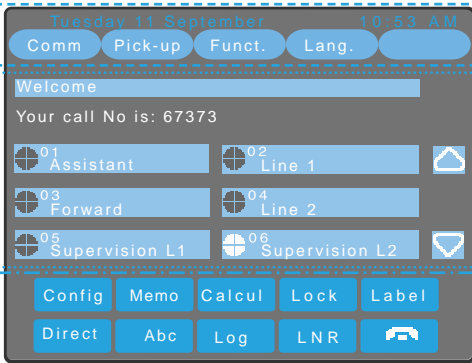 Tuesday 11 September 10:53 AM
Comm Pick-up Funct. Lang.
Welcome
Your call No is: 67373
01 Assistant 02 Line 1
03 Forward 04 Line 2
05 Supervision L1 06 Supervision L2
Config Memo Calcul Lock Label
Direct Abc Log LNR